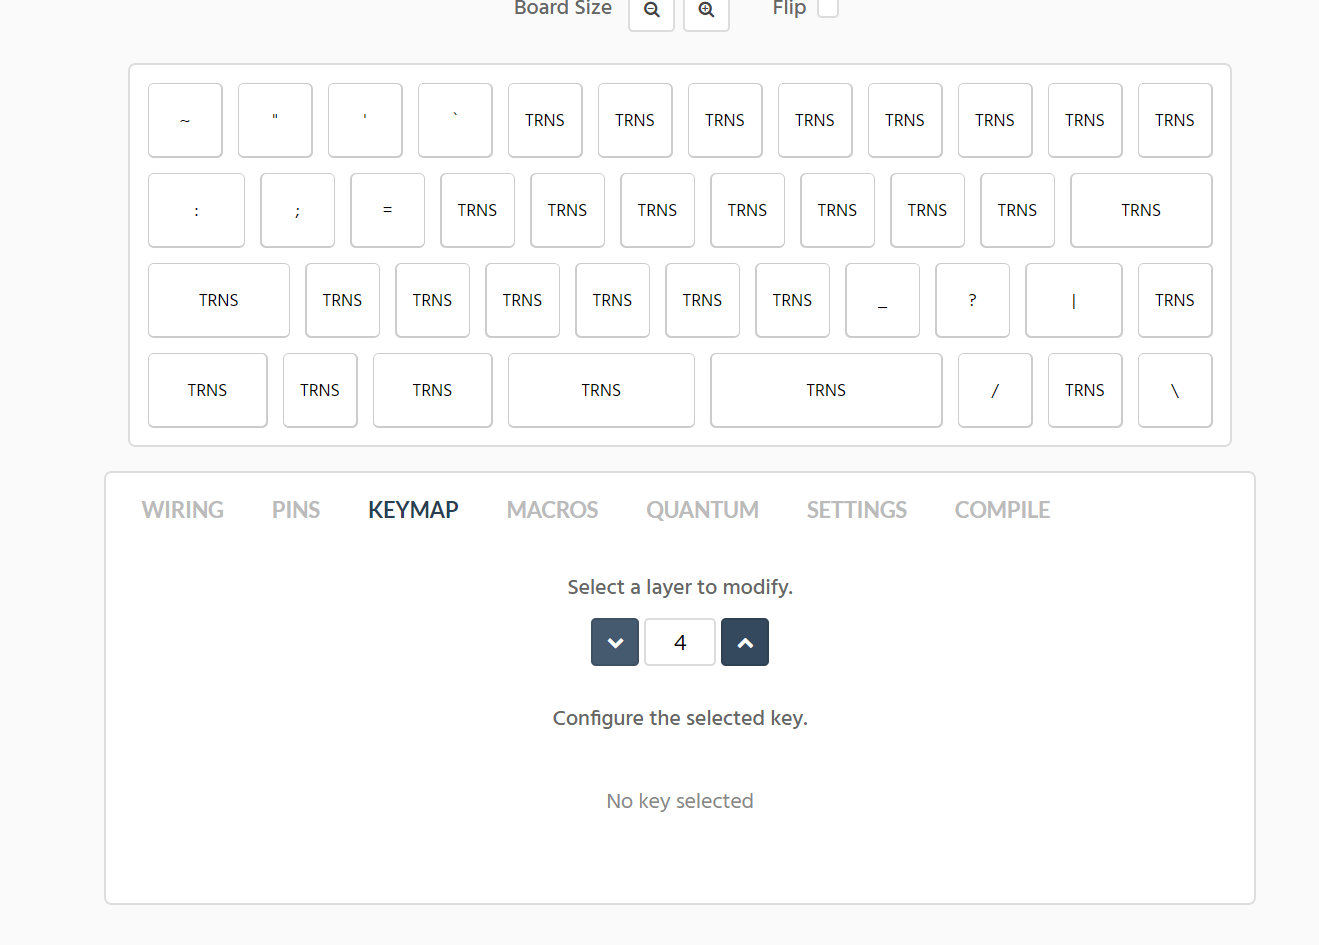 Board Size Flip
~ " ' ` TRNS TRNS TRNS TRNS TRNS TRNS TRNS TRNS
: ; = TRNS TRNS TRNS TRNS TRNS TRNS TRNS TRNS
TRNS TRNS TRNS TRNS TRNS TRNS TRNS _ ? | TRNS
TRNS TRNS TRNS TRNS TRNS / TRNS \
WIRING PINS KEYMAP MACROS QUANTUM SETTINGS COMPILE
Select a layer to modify.
4
Configure the selected key.
No key selected